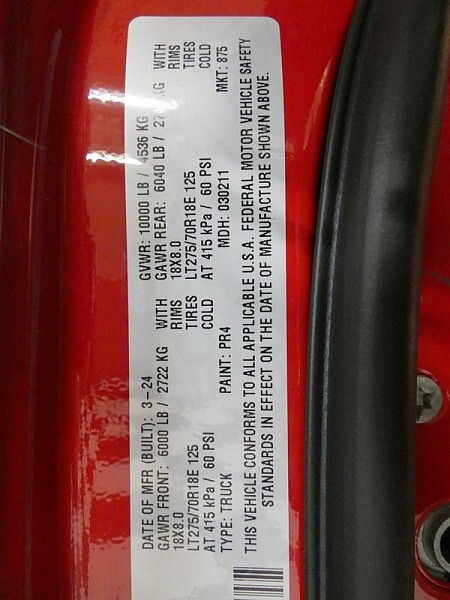 DATE OF MFR (BUILT): 3-24 GVWR: 10000 LB / 4536 KG
GAWR FRONT: 6000 LB / 2722 KG WITH GAWR REAR: 6040 LB / KG WITH
18X8.0 RIMS 18X8.0 RIMS
LT275/70R18E 125 TIRES LT275/70R18E 125 TIRES
AT 415 kPa / 60 PSI COLD AT 415 kPa / 60 PSI COLD
TYPE: TRUCK PAINT: PR4 MDH: 030211 MKT: 875
THIS VEHICLE CONFORMS TO ALL APPLICABLE U.S.A. FEDERAL MOTOR VEHICLE SAFETY
STANDARDS IN EFFECT ON THE DATE OF MANUFACTURE SHOWN ABOVE.